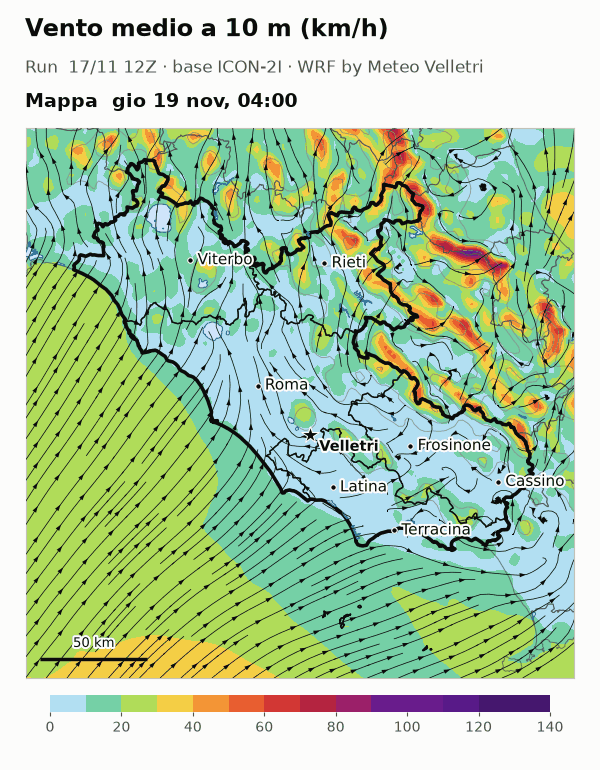 Vento medio a 10 m (km/h)
Run 17/11 12Z · base ICON-2I · WRF by Meteo Velletri
Mappa gio 19 nov, 04:00
Viterbo
Rieti
Roma
Velletri
Frosinone
Latina
Cassino
Terracina
50 km
0 20 40 60 80 100 120 140